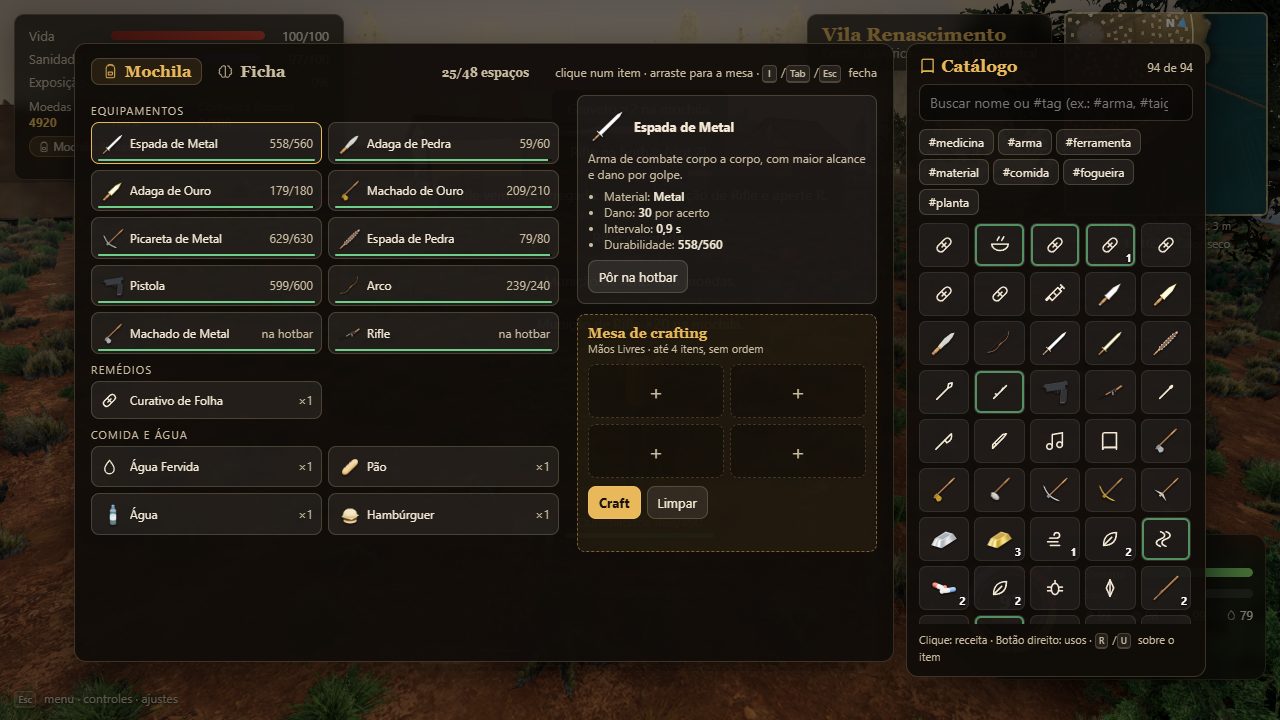 Vida 100/100
Sanidad
Exposiçã
Moedas
4920
Moc
Vila Renascimento
N
Mochila
Ficha
25/48 espaços
clique num item · arraste para a mesa · I / Tab / Esc fecha
EQUIPAMENTOS
Espada de Metal 558/560
Adaga de Pedra 59/60
Adaga de Ouro 179/180
Machado de Ouro 209/210
Picareta de Metal 629/630
Espada de Pedra 79/80
Pistola 599/600
Arco 239/240
Machado de Metal na hotbar
Rifle na hotbar
REMÉDIOS
Curativo de Folha ×1
COMIDA E ÁGUA
Água Fervida ×1
Pão ×1
Água ×1
Hambúrguer ×1
Espada de Metal
Arma de combate corpo a corpo, com maior alcance
e dano por golpe.
• Material: Metal
• Dano: 30 por acerto
• Intervalo: 0,9 s
• Durabilidade: 558/560
Pôr na hotbar
Mesa de crafting
Mãos Livres · até 4 itens, sem ordem
+ +
+ +
Craft
Limpar
Catálogo
94 de 94
Buscar nome ou #tag (ex.: #arma, #taiç
#medicina #arma #ferramenta
#material #comida #fogueira
#planta
1
3 1 2
2 2 2
Clique: receita · Botão direito: usos · R / U sobre o
item
3 m
seco
79
Esc menu · controles · ajustes